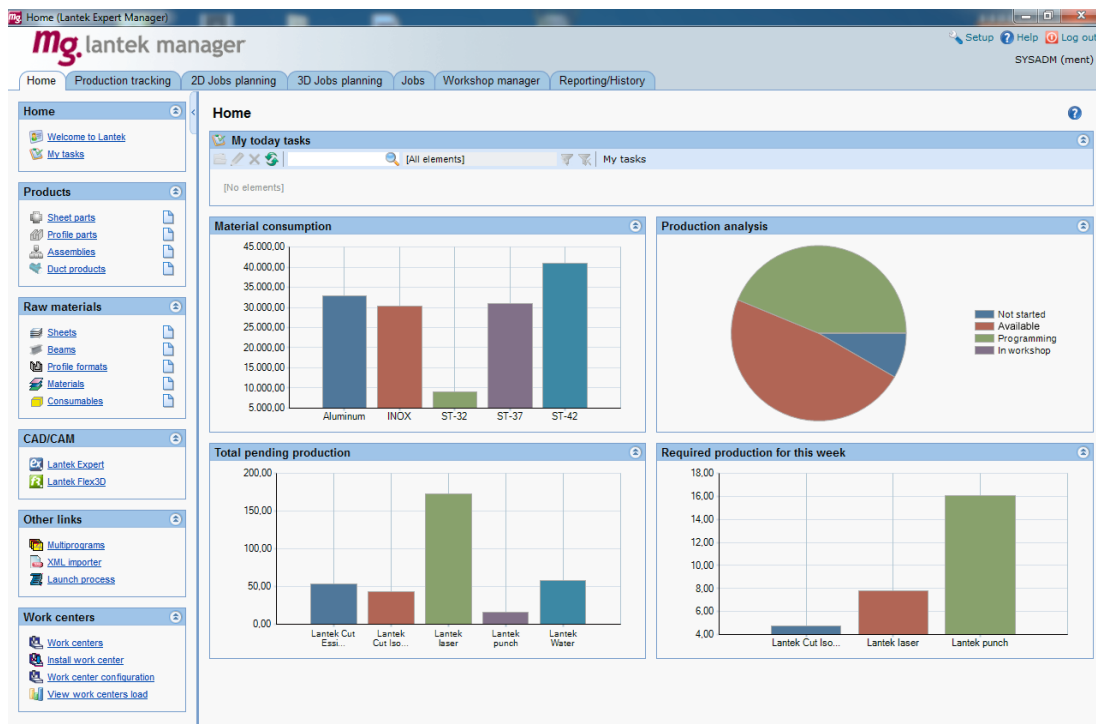 Home (Lantek Expert Manager)
Mg. lantek manager
Setup Help Log out
SYSADM (ment)
Home Production tracking 2D Jobs planning 3D Jobs planning Jobs Workshop manager Reporting/History
Home
Welcome to Lantek
My tasks
Products
Sheet parts
Profile parts
Assemblies
Duct products
Raw materials
Sheets
Beams
Profile formats
Materials
Consumables
CAD/CAM
Lantek Expert
Lantek Flex3D
Other links
Multiprograms
XML importer
Launch process
Work centers
Work centers
Install work center
Work center configuration
View work centers load
Home
My today tasks
[All elements] My tasks
[No elements]
Material consumption
45.000,00
40.000,00
35.000,00
30.000,00
25.000,00
20.000,00
15.000,00
10.000,00
5.000,00
Aluminum INOX ST-32 ST-37 ST-42
Production analysis
Not started
Available
Programming
In workshop
Total pending production
200,00
150,00
100,00
50,00
0,00
Lantek Cut Lantek Lantek Lantek Lantek
Essi... Cut Iso... laser punch Water
Required production for this week
18,00
16,00
14,00
12,00
10,00
8,00
6,00
4,00
Lantek Cut Iso... Lantek laser Lantek punch